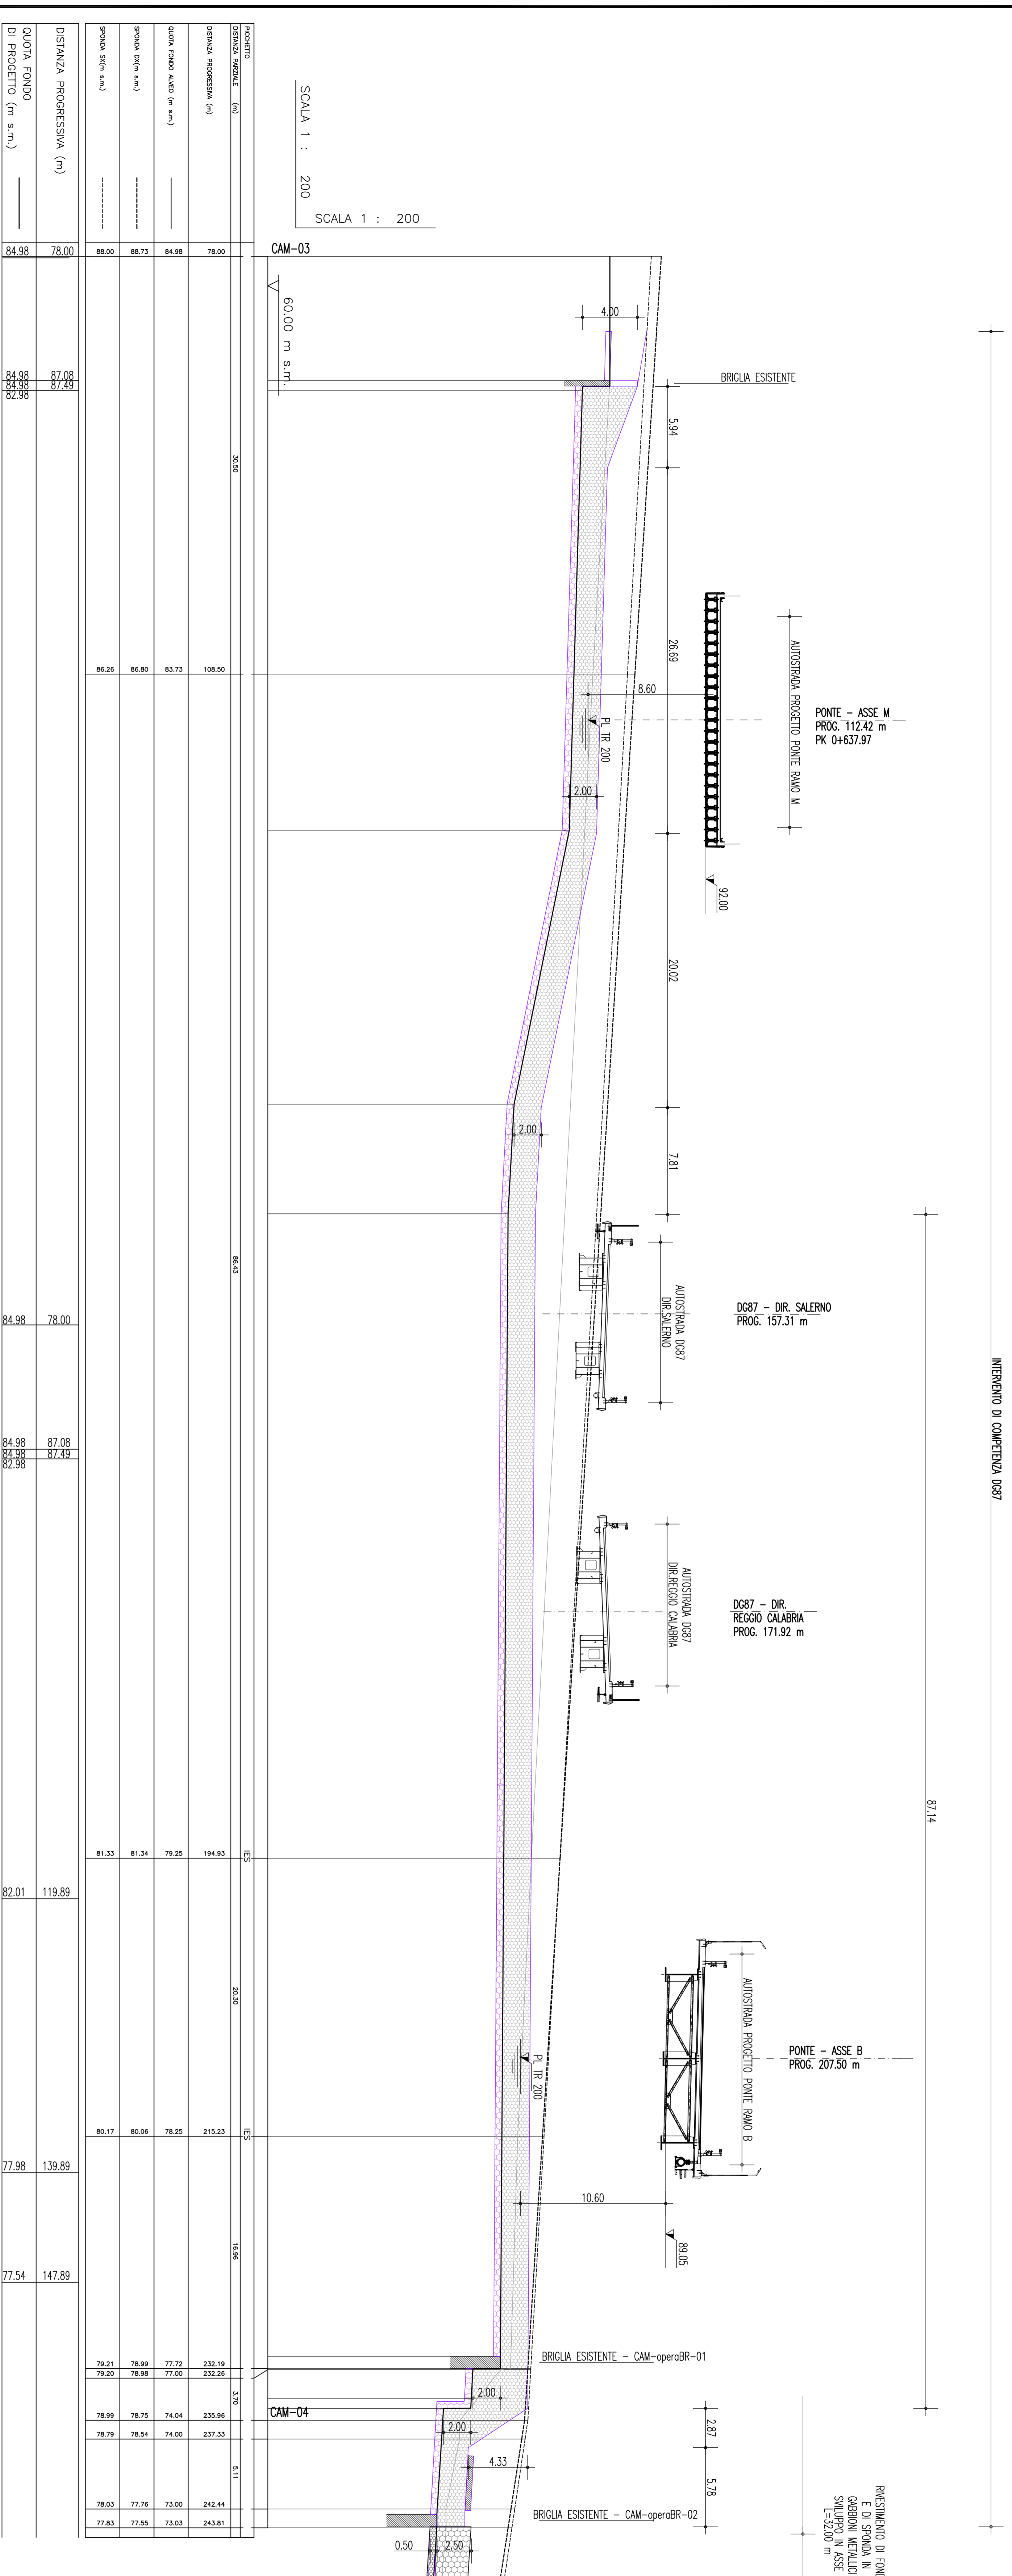 PICCHETTO
DISTANZA PARZIALE (m)
DISTANZA PROGRESSIVA (m)
QUOTA FONDO ALVEO (m s.m.)
SPONDA DX(m s.m.)
SPONDA SX(m s.m.)
DISTANZA PROGRESSIVA (m)
QUOTA FONDO
DI PROGETTO (m s.m.)
SCALA 1 : 200
SCALA 1 : 200
84.98 78.00
88.00 88.73 84.98 78.00
CAM-03
60.00 m s.m.
4.00
84.98 87.08
84.98 87.49
82.98
BRIGLIA ESISTENTE
5.94
30.50
26.69
86.26 86.80 83.73 108.50
8.60
PL TR 200
AUTOSTRADA PROGETTO PONTE RAMO M
PONTE - ASSE M
PROG. 112.42 m
PK 0+637.97
2.00
92.00
20.02
2.00
7.81
86.43
84.98 78.00
AUTOSTRADA DG87
DIR.SALERNO
DG87 - DIR. SALERNO
PROG. 157.31 m
INTERVENTO DI COMPETENZA DG87
84.98 87.08
84.98 87.49
82.98
AUTOSTRADA DG87
DIR.REGGIO CALABRIA
DG87 - DIR.
REGGIO CALABRIA
PROG. 171.92 m
87.14
81.33 81.34 79.25 194.93
IES
82.01 119.89
20.30
PL TR 200
AUTOSTRADA PROGETTO PONTE RAMO B
PONTE - ASSE B
PROG. 207.50 m
80.17 80.06 78.25 215.23
IES
77.98 139.89
10.60
89.05
16.96
77.54 147.89
BRIGLIA ESISTENTE - CAM-operaBR-01
79.21 78.99 77.72 232.19
79.20 78.98 77.00 232.26
3.70
2.00
78.99 78.75 74.04 235.96
CAM-04
78.79 78.54 74.00 237.33
2.00
2.87
4.33
5.11
5.78
78.03 77.76 73.00 242.44
77.83 77.55 73.03 243.81
BRIGLIA ESISTENTE - CAM-operaBR-02
0.50 2.50
RIVESTIMENTO DI FON
E DI SPONDA IN
GABBIONI METALLIC
SVILUPPO IN ASSE
L=32.00 m